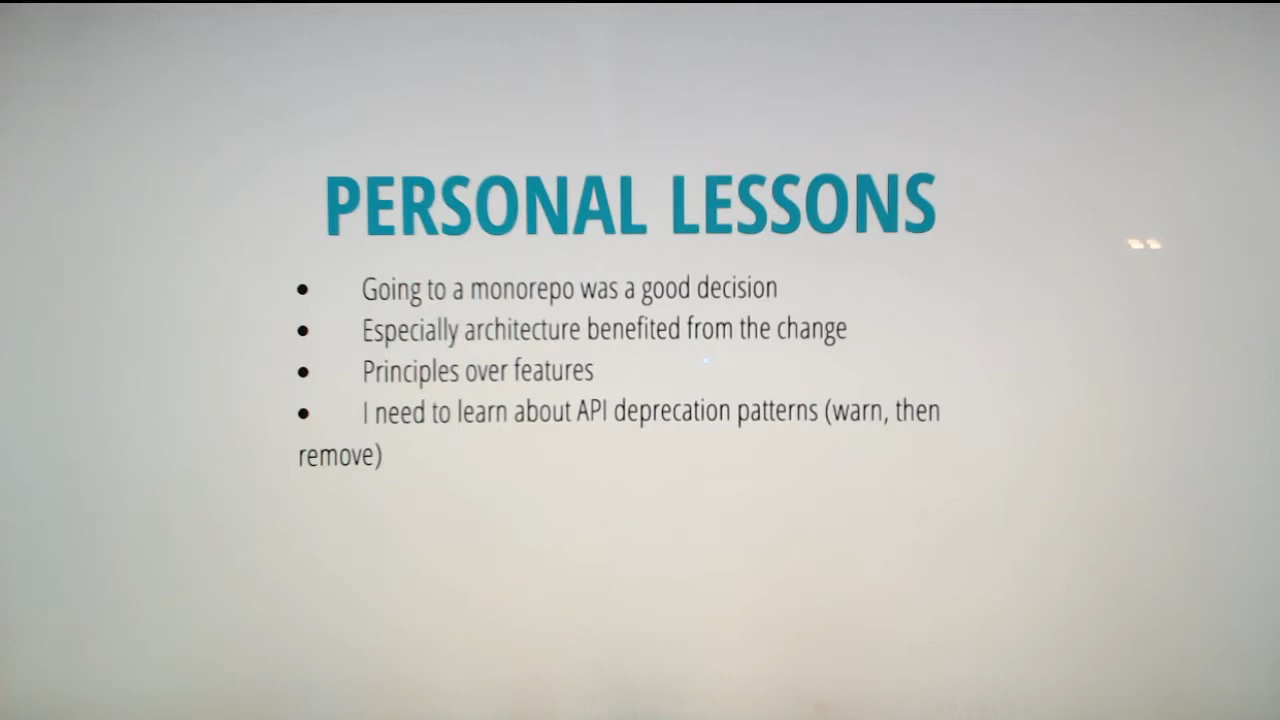 PERSONAL LESSONS
• Going to a monorepo was a good decision
• Especially architecture benefited from the change
• Principles over features
• I need to learn about API deprecation patterns (warn, then
remove)